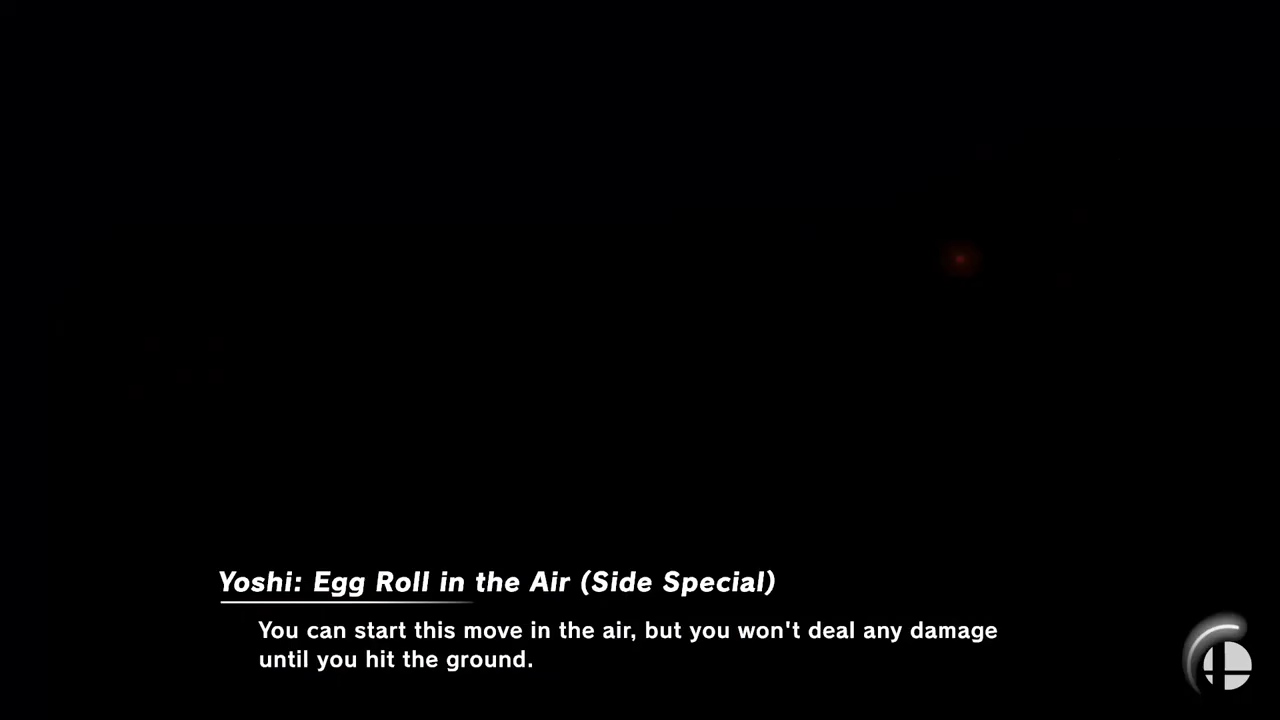 Yoshi: Egg Roll in the Air (Side Special)
You can start this move in the air, but you won't deal any damage
until you hit the ground.